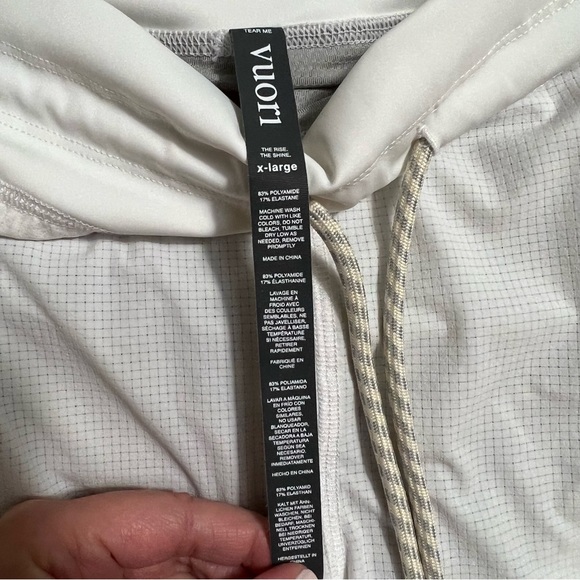 TEAR ME
vuori
THE RISE.
THE SHINE.
x-large
83% POLYAMIDE
17% ELASTANE
MACHINE WASH
COLD WITH LIKE
COLORS, DO NOT
BLEACH, TUMBLE
DRY LOW AS
NEEDED, REMOVE
PROMPTLY
MADE IN CHINA
83% POLYAMIDE
17% ÉLASTHANNE
LAVAGE EN
MACHINE À
FROID AVEC
DES COULEURS
SEMBLABLES, NE
PAS JAVELLISER,
SÉCHAGE À BASSE
TEMPÉRATURE
SI NÉCESSAIRE,
RETIRER
RAPIDEMENT
FABRIQUÉ EN
CHINE
83% POLIAMIDA
17% ELASTANO
LAVAR A MÁQUINA
EN FRÍO CON
COLORES
SIMILARES,
NO USAR
BLANQUEADOR,
SECAR EN LA
SECADORA A BAJA
TEMPERATURA
SEGÚN SEA
NECESARIO,
REMOVER
INMEDIATAMENTE
HECHO EN CHINA
83% POLYAMID
17% ELASTHAN
KALT MIT ÄHN-
LICHEN FARBEN
WASCHEN, NICHT
BLEICHEN, BEI
BEDARF, MASCHI-
NELL TROCKNEN
BEI NIEDRIGER
TEMPERATUR,
UNVERZÜGLICH
ENTFERNEN
HERGESTELLT IN
CHINA